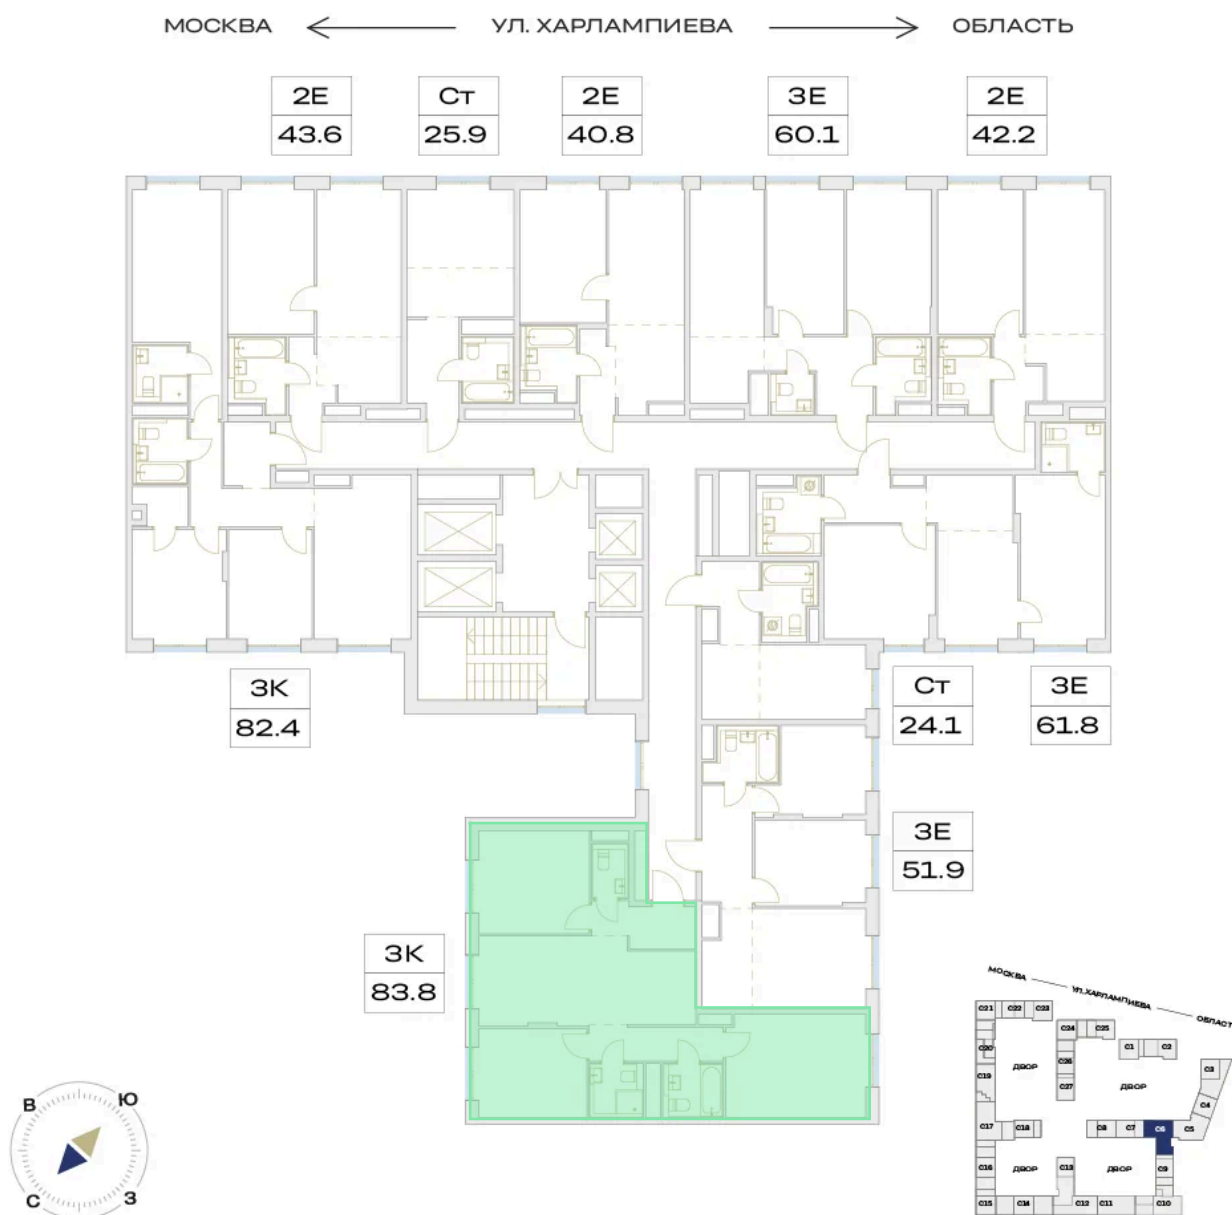 МОСКВА УЛ. ХАРЛАМПИЕВА ОБЛАСТЬ
2Е Ст 2Е 3Е 2Е
43.6 25.9 40.8 60.1 42.2
3К Ст 3Е
82.4 24.1 61.8
3Е
51.9
3К
83.8
МОСКВА УЛ. ХАРЛАМПИЕВА ОБЛАСТЬ
С21 С22 С23
С24 С25
С1 С2
С20 ДВОР С26 ДВОР С3
С19 С27
С4
С17 С18 С8 С7 С6 С5
С16 ДВОР С13 ДВОР С9
С15 С14 С12 С11 С10
В Ю
С З